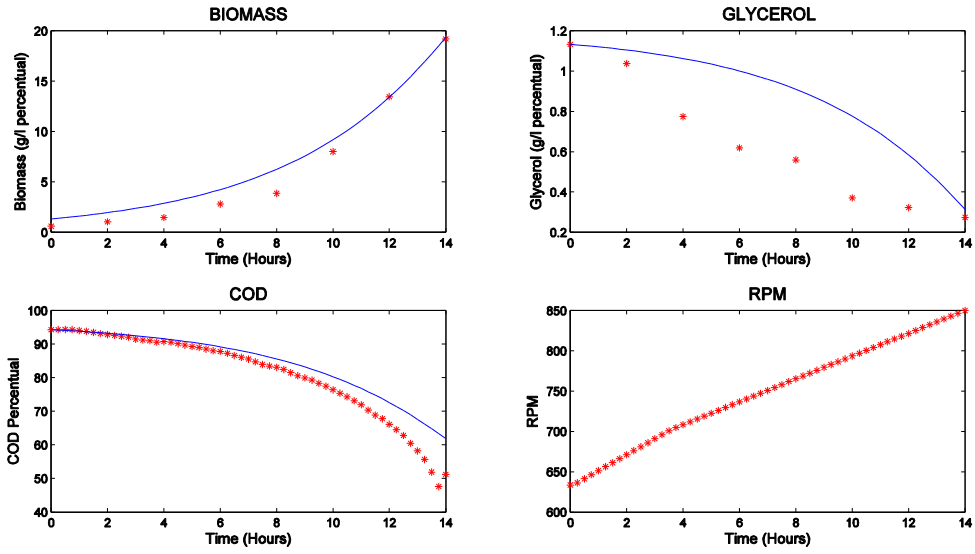 BIOMASS
20
15
10
5
0
Biomass (g/l percentual)
0 2 4 6 8 10 12 14
Time (Hours)
GLYCEROL
1.2
1
0.8
0.6
0.4
0.2
Glycerol (g/l percentual)
0 2 4 6 8 10 12 14
Time (Hours)
COD
100
90
80
70
60
50
40
COD Percentual
0 2 4 6 8 10 12 14
Time (Hours)
RPM
850
800
750
700
650
600
RPM
0 2 4 6 8 10 12 14
Time (Hours)